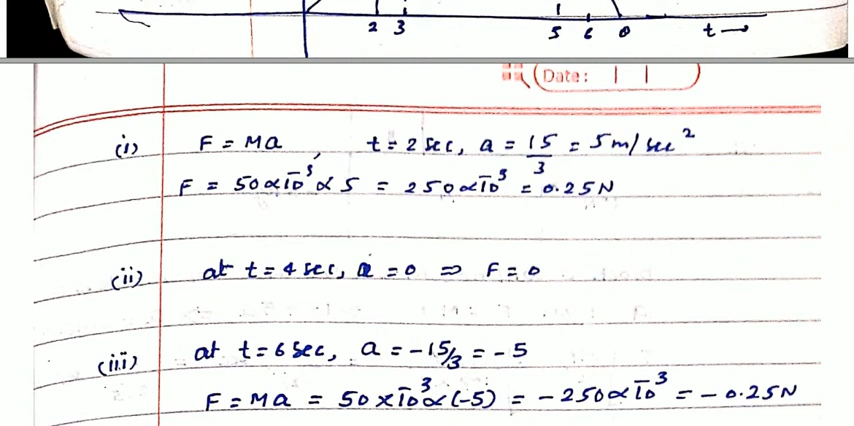 2 3 5 6 8 t →
Date: | |
(i) F = Ma, t = 2 sec, a = 15/3 = 5 m/sec²
F = 50 × 10⁻³ × 5 = 250 × 10⁻³ = 0.25 N
(ii) at t = 4 sec, a = 0 ⇒ F = 0
(iii) at t = 6 sec, a = -15/3 = -5
F = Ma = 50 × 10⁻³ × (-5) = -250 × 10⁻³ = -0.25 N